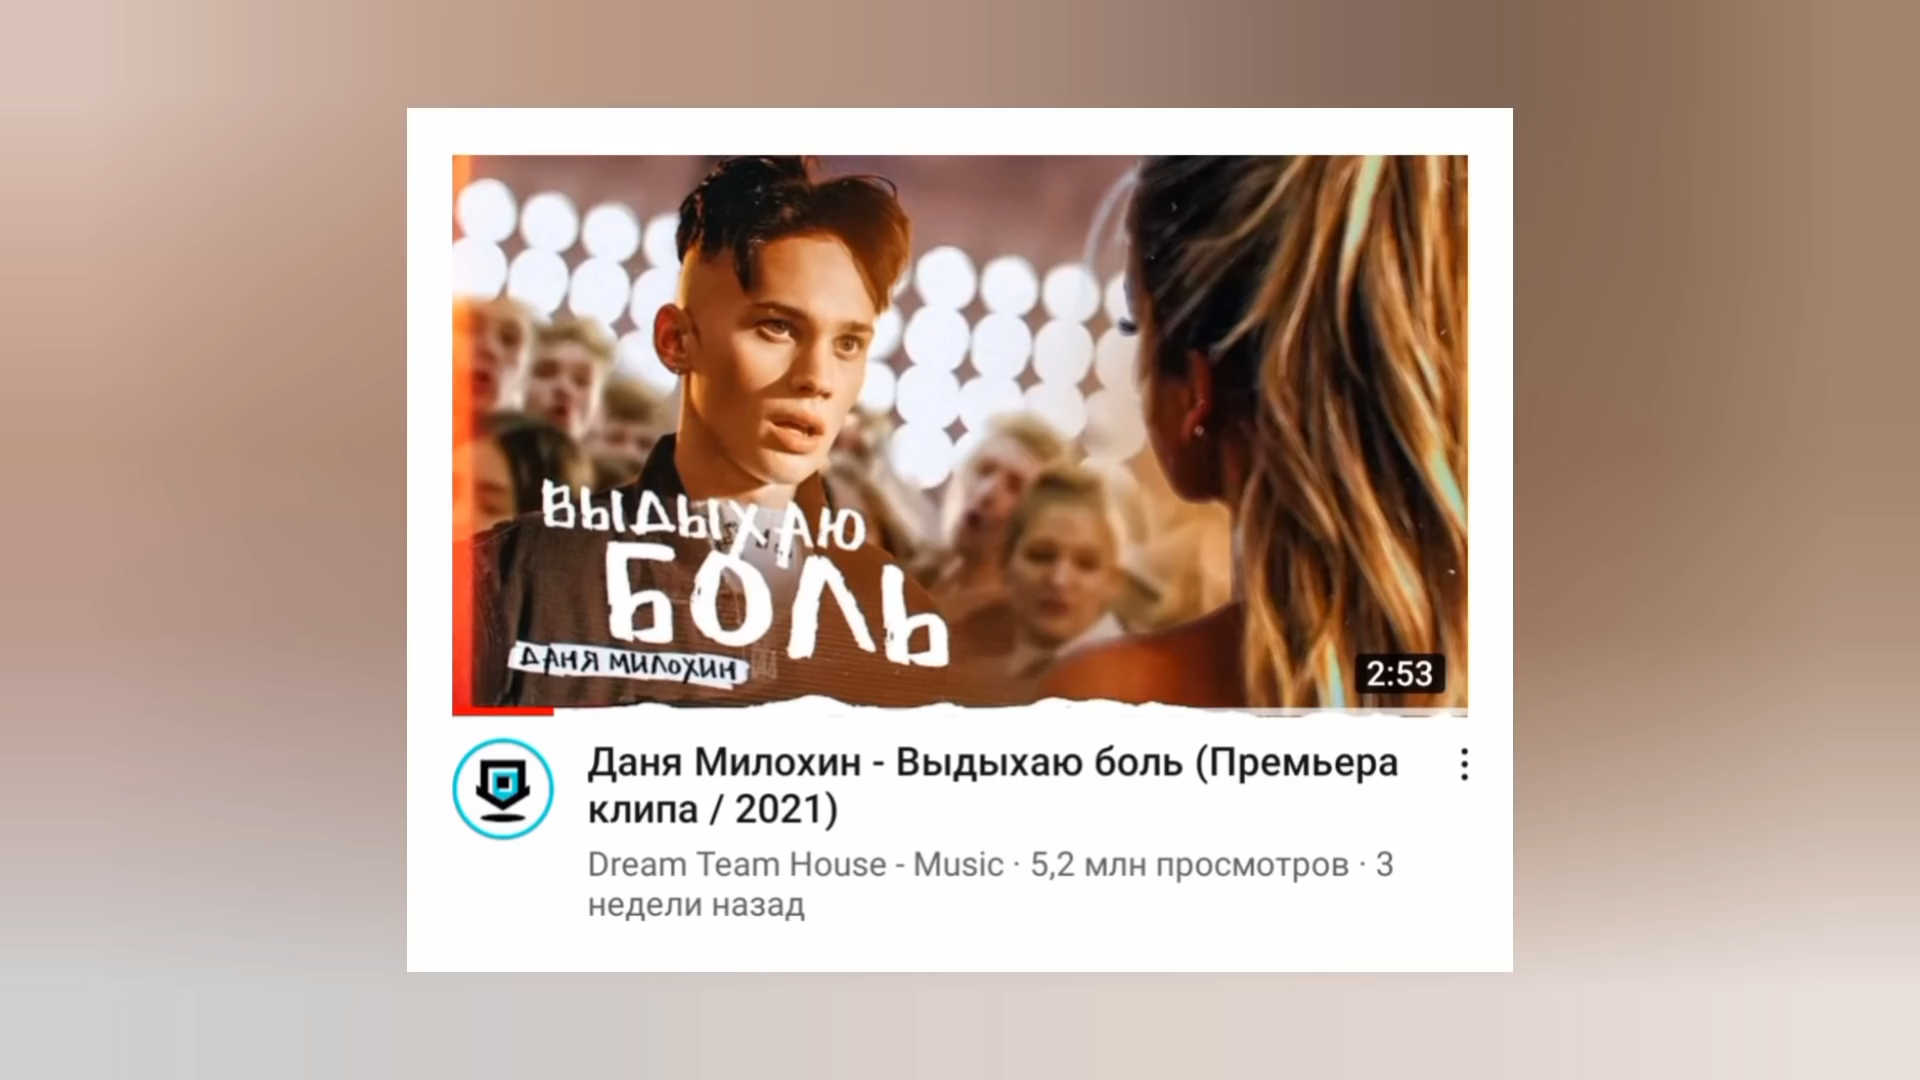 ВЫДЫХАЮ
БОЛЬ
ДАНЯ МИЛОХИН
2:53
Даня Милохин - Выдыхаю боль (Премьера
клипа / 2021)
Dream Team House - Music · 5,2 млн просмотров · 3
недели назад